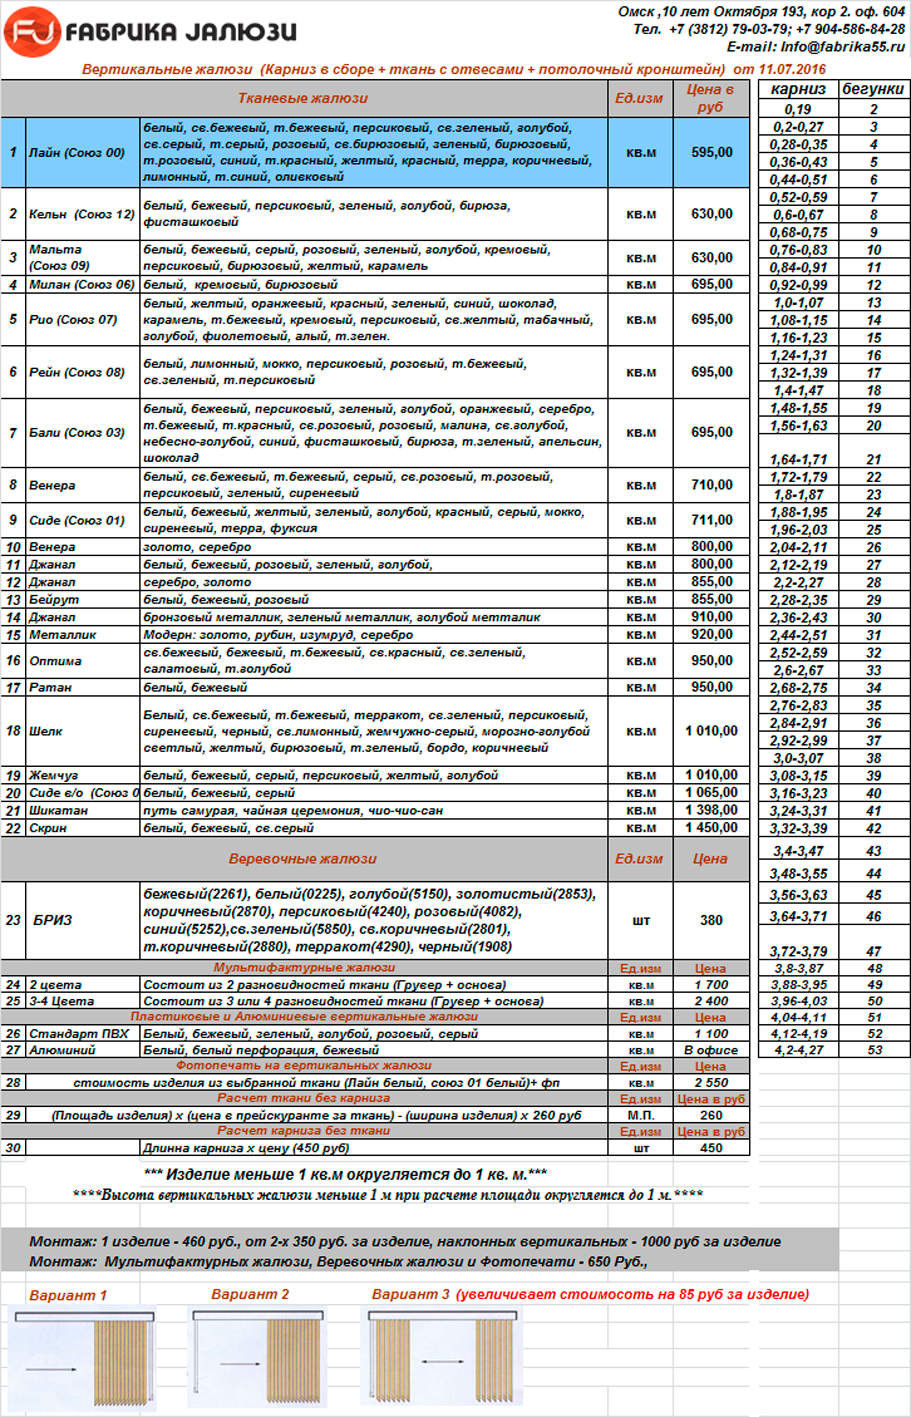 FАБРИКА JАЛЮЗИ
Омск ,10 лет Октября 193, кор 2. оф. 604
Тел. +7 (3812) 79-03-79; +7 904-586-84-28
E-mail: Info@fabrika55.ru
Вертикальные жалюзи (Карниз в сборе + ткань с отвесами + потолочный кронштейн) от 11.07.2016
Тканевые жалюзи Ед.изм Цена в руб
1 Лайн (Союз 00) белый, св.бежевый, т.бежевый, персиковый, св.зеленый, голубой,
св.серый, т.серый, розовый, св.бирюзовый, зеленый, бирюзовый,
т.розовый, синий, т.красный, желтый, красный, терра, коричневый,
лимонный, т.синий, оливковый
кв.м 595,00
2 Кельн (Союз 12) белый, бежевый, персиковый, зеленый, голубой, бирюза,
фисташковый
кв.м 630,00
3 Мальта
(Союз 09)
белый, бежевый, серый, розовый, зеленый, голубой, кремовый,
персиковый, бирюзовый, желтый, карамель
кв.м 630,00
4 Милан (Союз 06) белый, кремовый, бирюзовый кв.м 695,00
5 Рио (Союз 07) белый, желтый, оранжевый, красный, зеленый, синий, шоколад,
карамель, т.бежевый, кремовый, персиковый, св.желтый, табачный,
голубой, фиолетовый, алый, т.зелен.
кв.м 695,00
6 Рейн (Союз 08) белый, лимонный, мокко, персиковый, розовый, т.бежевый,
св.зеленый, т.персиковый
кв.м 695,00
7 Бали (Союз 03) белый, бежевый, персиковый, зеленый, голубой, оранжевый, серебро,
т.бежевый, т.красный, св.розовый, розовый, малина, св.голубой,
небесно-голубой, синий, фисташковый, бирюза, т.зеленый, апельсин,
шоколад
кв.м 695,00
8 Венера белый, св.бежевый, т.бежевый, серый, св.розовый, т.розовый,
персиковый, зеленый, сиреневый
кв.м 710,00
9 Сиде (Союз 01) белый, бежевый, желтый, зеленый, голубой, красный, серый, мокко,
сиреневый, терра, фуксия
кв.м 711,00
10 Венера золото, серебро кв.м 800,00
11 Джангл белый, бежевый, розовый, зеленый, голубой, кв.м 800,00
12 Джангл серебро, золото кв.м 855,00
13 Бейрут белый, бежевый, розовый кв.м 855,00
14 Джангл бронзовый металлик, зеленый металлик, голубой метталик кв.м 910,00
15 Металлик Модерн: золото, рубин, изумруд, серебро кв.м 920,00
16 Оптима св.бежевый, бежевый, т.бежевый, св.красный, св.зеленый,
салатовый, т.голубой
кв.м 950,00
17 Ратан белый, бежевый кв.м 950,00
18 Шелк Белый, св.бежевый, т.бежевый, терракот, св.зеленый, персиковый,
сиреневый, черный, св.лимонный, жемчужно-серый, морозно-голубой
светлый, желтый, бирюзовый, т.зеленый, бордо, коричневый
кв.м 1 010,00
19 Жемчуг белый, бежевый, серый, персиковый, желтый, голубой кв.м 1 010,00
20 Сиде в/о (Союз 0 белый, бежевый, серый кв.м 1 065,00
21 Шикатан путь самурая, чайная церемония, чио-чио-сан кв.м 1 398,00
22 Скрин белый, бежевый, св.серый кв.м 1 450,00
Веревочные жалюзи Ед.изм Цена
23 БРИЗ бежевый(2261), белый(0225), голубой(5150), золотистый(2853),
коричневый(2870), персиковый(4240), розовый(4082),
синий(5252),св.зеленый(5850), св.коричневый(2801),
т.коричневый(2880), терракот(4290), черный(1908)
шт 380
Мультифактурные жалюзи Ед.изм Цена
24 2 цвета Состоит из 2 разновидностей ткани (Грувер + основа) кв.м 1 700
25 3-4 Цвета Состоит из 3 или 4 разновидностей ткани (Грувер + основа) кв.м 2 400
Пластиковые и Алюминиевые вертикальные жалюзи Ед.изм Цена
26 Стандарт ПВХ Белый, бежевый, зеленый, голубой, розовый, серый кв.м 1 100
27 Алюминий Белый, белый перфорация, бежевый кв.м В офисе
Фотопечать на вертикальных жалюзи Ед.изм Цена
28 стоимость изделия из выбранной ткани (Лайн белый, союз 01 белый)+ фп кв.м 2 550
Расчет ткани без карниза Ед.изм Цена в руб
29 (Площадь изделия) х (цена в прейскуранте за ткань) - (ширина изделия) х 260 руб М.П. 260
Расчет карниза без ткани Ед.изм Цена в руб
30 Длинна карниза х цену (450 руб) шт 450
карниз бегунки
0,19 2
0,2-0,27 3
0,28-0,35 4
0,36-0,43 5
0,44-0,51 6
0,52-0,59 7
0,6-0,67 8
0,68-0,75 9
0,76-0,83 10
0,84-0,91 11
0,92-0,99 12
1,0-1,07 13
1,08-1,15 14
1,16-1,23 15
1,24-1,31 16
1,32-1,39 17
1,4-1,47 18
1,48-1,55 19
1,56-1,63 20
1,64-1,71 21
1,72-1,79 22
1,8-1,87 23
1,88-1,95 24
1,96-2,03 25
2,04-2,11 26
2,12-2,19 27
2,2-2,27 28
2,28-2,35 29
2,36-2,43 30
2,44-2,51 31
2,52-2,59 32
2,6-2,67 33
2,68-2,75 34
2,76-2,83 35
2,84-2,91 36
2,92-2,99 37
3,0-3,07 38
3,08-3,15 39
3,16-3,23 40
3,24-3,31 41
3,32-3,39 42
3,4-3,47 43
3,48-3,55 44
3,56-3,63 45
3,64-3,71 46
3,72-3,79 47
3,8-3,87 48
3,88-3,95 49
3,96-4,03 50
4,04-4,11 51
4,12-4,19 52
4,2-4,27 53
*** Изделие меньше 1 кв.м округляется до 1 кв. м.***
****Высота вертикальных жалюзи меньше 1 м при расчете площади округляется до 1 м.****
Монтаж: 1 изделие - 460 руб., от 2-х 350 руб. за изделие, наклонных вертикальных - 1000 руб за изделие
Монтаж: Мультифактурных жалюзи, Веревочных жалюзи и Фотопечати - 650 Руб.,
Вариант 1 Вариант 2 Вариант 3 (увеличивает стоимосоть на 85 руб за изделие)